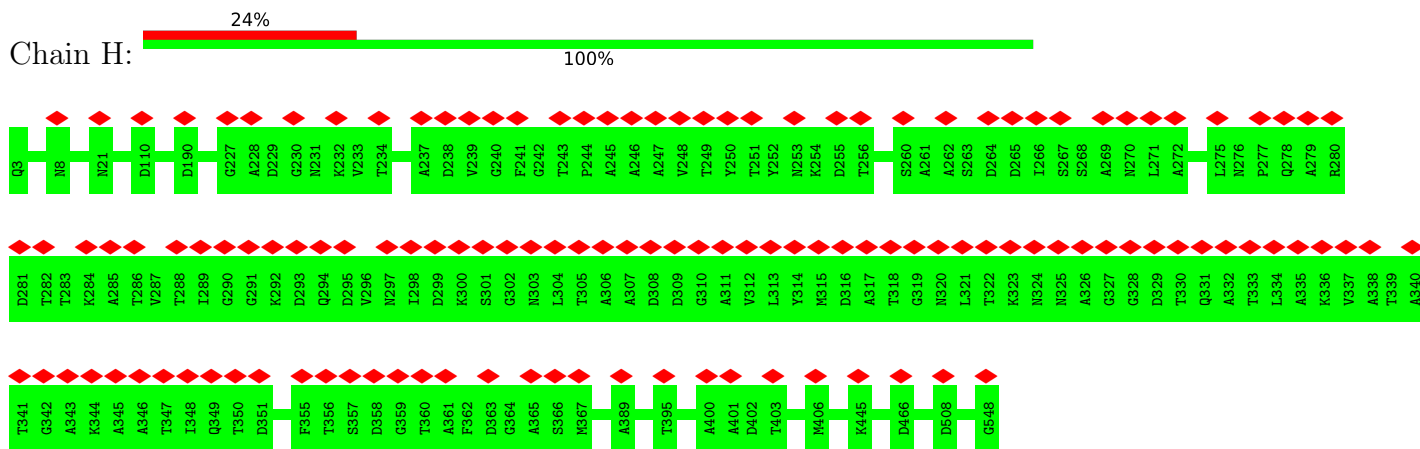 24%
Chain H:
100%
Q3 N8 N21 D110 D190 G227 A228 D229 G230 N231 K232 V233 T234 A237 D238 V239 G240 F241 G242 T243 P244 A245 A246 A247 V248 T249 Y250 T251 Y252 N253 K254 D255 T256 S260 A261 A262 S263 D264 D265 I266 S267 S268 A269 N270 L271 A272 L275 N276 P277 Q278 A279 R280
D281 T282 T283 K284 A285 T286 V287 T288 I289 G290 G291 K292 D293 Q294 D295 V296 N297 I298 D299 K300 S301 G302 N303 L304 T305 A306 A307 D308 D309 G310 A311 V312 L313 Y314 M315 D316 A317 T318 G319 N320 L321 T322 K323 N324 N325 A326 G327 G328 D329 T330 Q331 A332 T333 L334 A335 K336 V337 A338 T339 A340
T341 G342 A343 K344 A345 A346 T347 I348 Q349 T350 D351 F355 T356 S357 D358 G359 T360 A361 F362 D363 G364 A365 S366 M367 A389 T395 A400 A401 D402 T403 M406 K445 D466 D508 G548